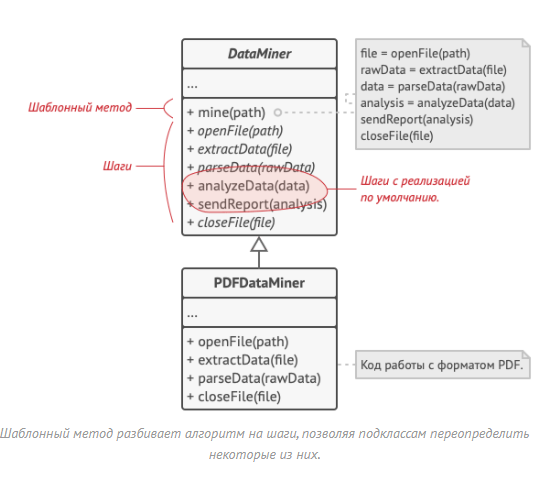 DataMiner
...
+ mine(path)
+ openFile(path)
+ extractData(file)
+ parseData(rawData)
+ analyzeData(data)
+ sendReport(analysis)
+ closeFile(file)
file = openFile(path)
rawData = extractData(file)
data = parseData(rawData)
analysis = analyzeData(data)
sendReport(analysis)
closeFile(file)
Шаблонный метод
Шаги
Шаги с реализацией
по умолчанию.
PDFDataMiner
...
+ openFile(path)
+ extractData(file)
+ parseData(rawData)
+ closeFile(file)
Код работы с форматом PDF.
Шаблонный метод разбивает алгоритм на шаги, позволяя подклассам переопределить
некоторые из них.